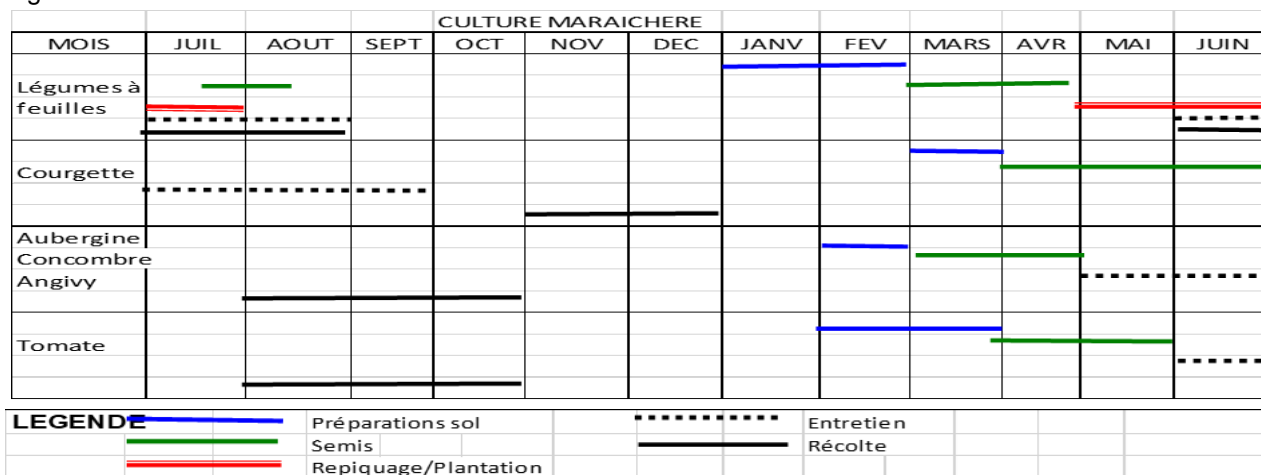 CULTURE MARAICHERE
MOIS JUIL AOUT SEPT OCT NOV DEC JANV FEV MARS AVR MAI JUIN
Légumes à
feuilles
Courgette
Aubergine
Concombre
Angivy
Tomate
LEGENDE Préparations sol Entretien
Semis Récolte
Repiquage/Plantation